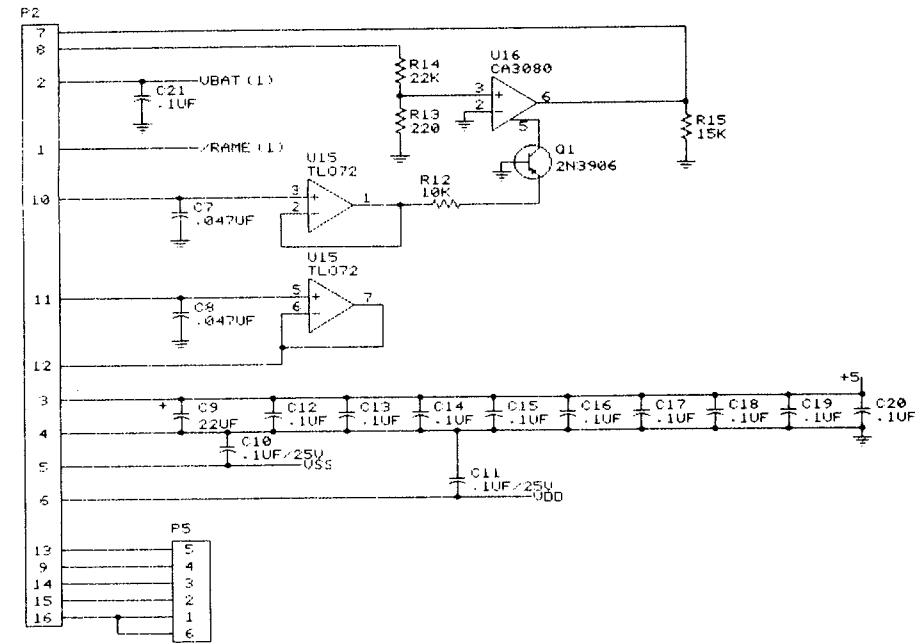 P2
7
8
2
1
10
11
12
3
4
5
6
13
9
14
15
16
C21
.1UF
VBAT (1)
/RAME (1)
R14
22K
R13
220
U16
CA3080
3
+
2
-
6
5
R15
15K
Q1
2N3906
R12
10K
U15
TL072
3
+
2
-
1
C7
.047UF
U15
TL072
5
+
6
-
7
C8
.047UF
+5
+
C9
22UF
C12
.1UF
C13
.1UF
C14
.1UF
C15
.1UF
C16
.1UF
C17
.1UF
C18
.1UF
C19
.1UF
C20
.1UF
C10
.1UF/25V
VSS
C11
.1UF/25V
VDD
P5
5
4
3
2
1
6